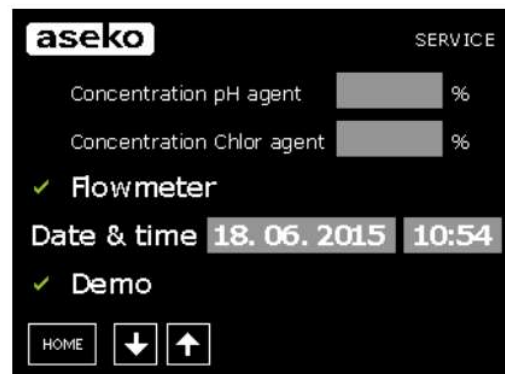 aseko SERVICE
Concentration pH agent %
Concentration Chlor agent %
Flowmeter
Date & time 18. 06. 2015 10:54
Demo
HOME